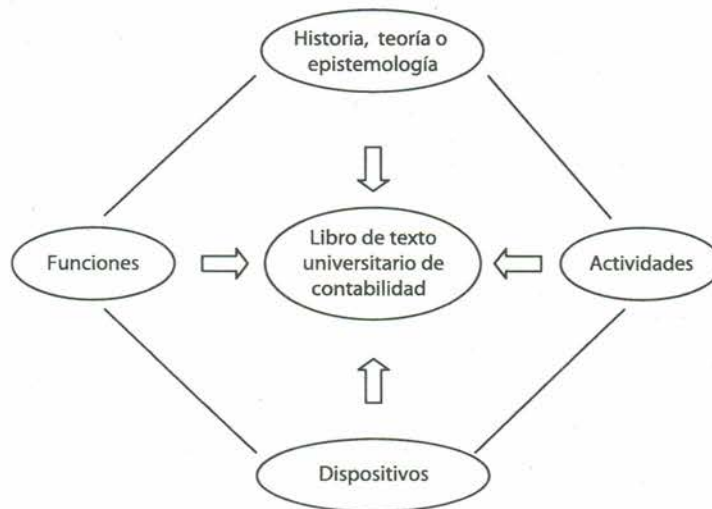 Historia, teoría o
epistemología
Funciones
Libro de texto
universitario de
contabilidad
Actividades
Dispositivos